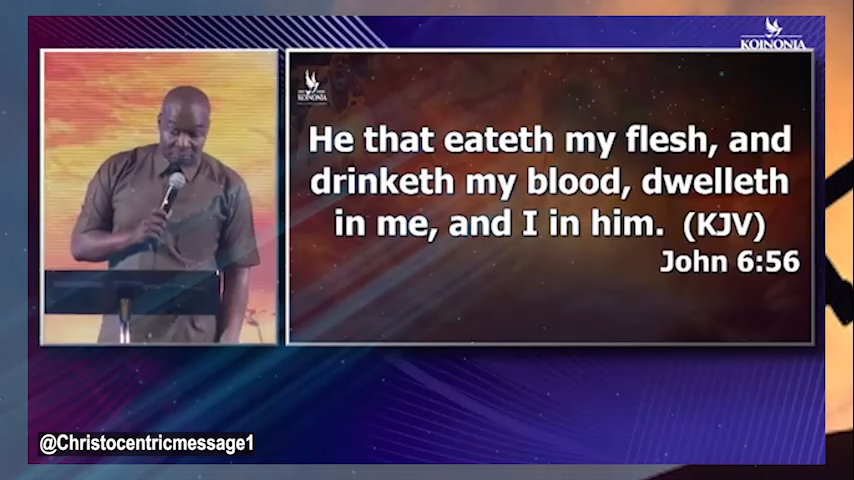 KOINONIA
KOINONIA
He that eateth my flesh, and
drinketh my blood, dwelleth
in me, and I in him. (KJV)
John 6:56
@Christocentricmessage1